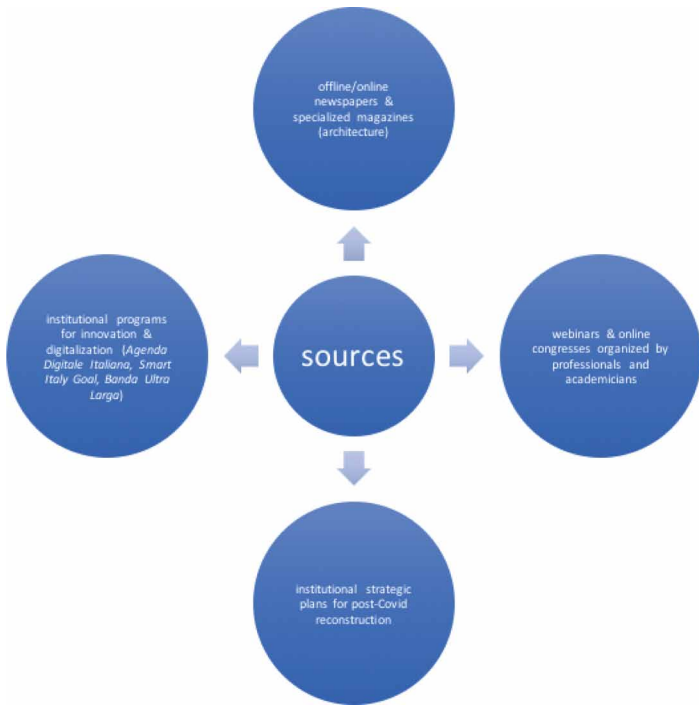 offline/online
newspapers &
specialized magazines
(architecture)
institutional programs
for innovation &
digitalization (Agenda
Digitale Italiana, Smart
Italy Goal, Banda Ultra
Larga)
sources
webinars & online
congresses organized by
professionals and
academicians
institutional strategic
plans for post-Covid
reconstruction